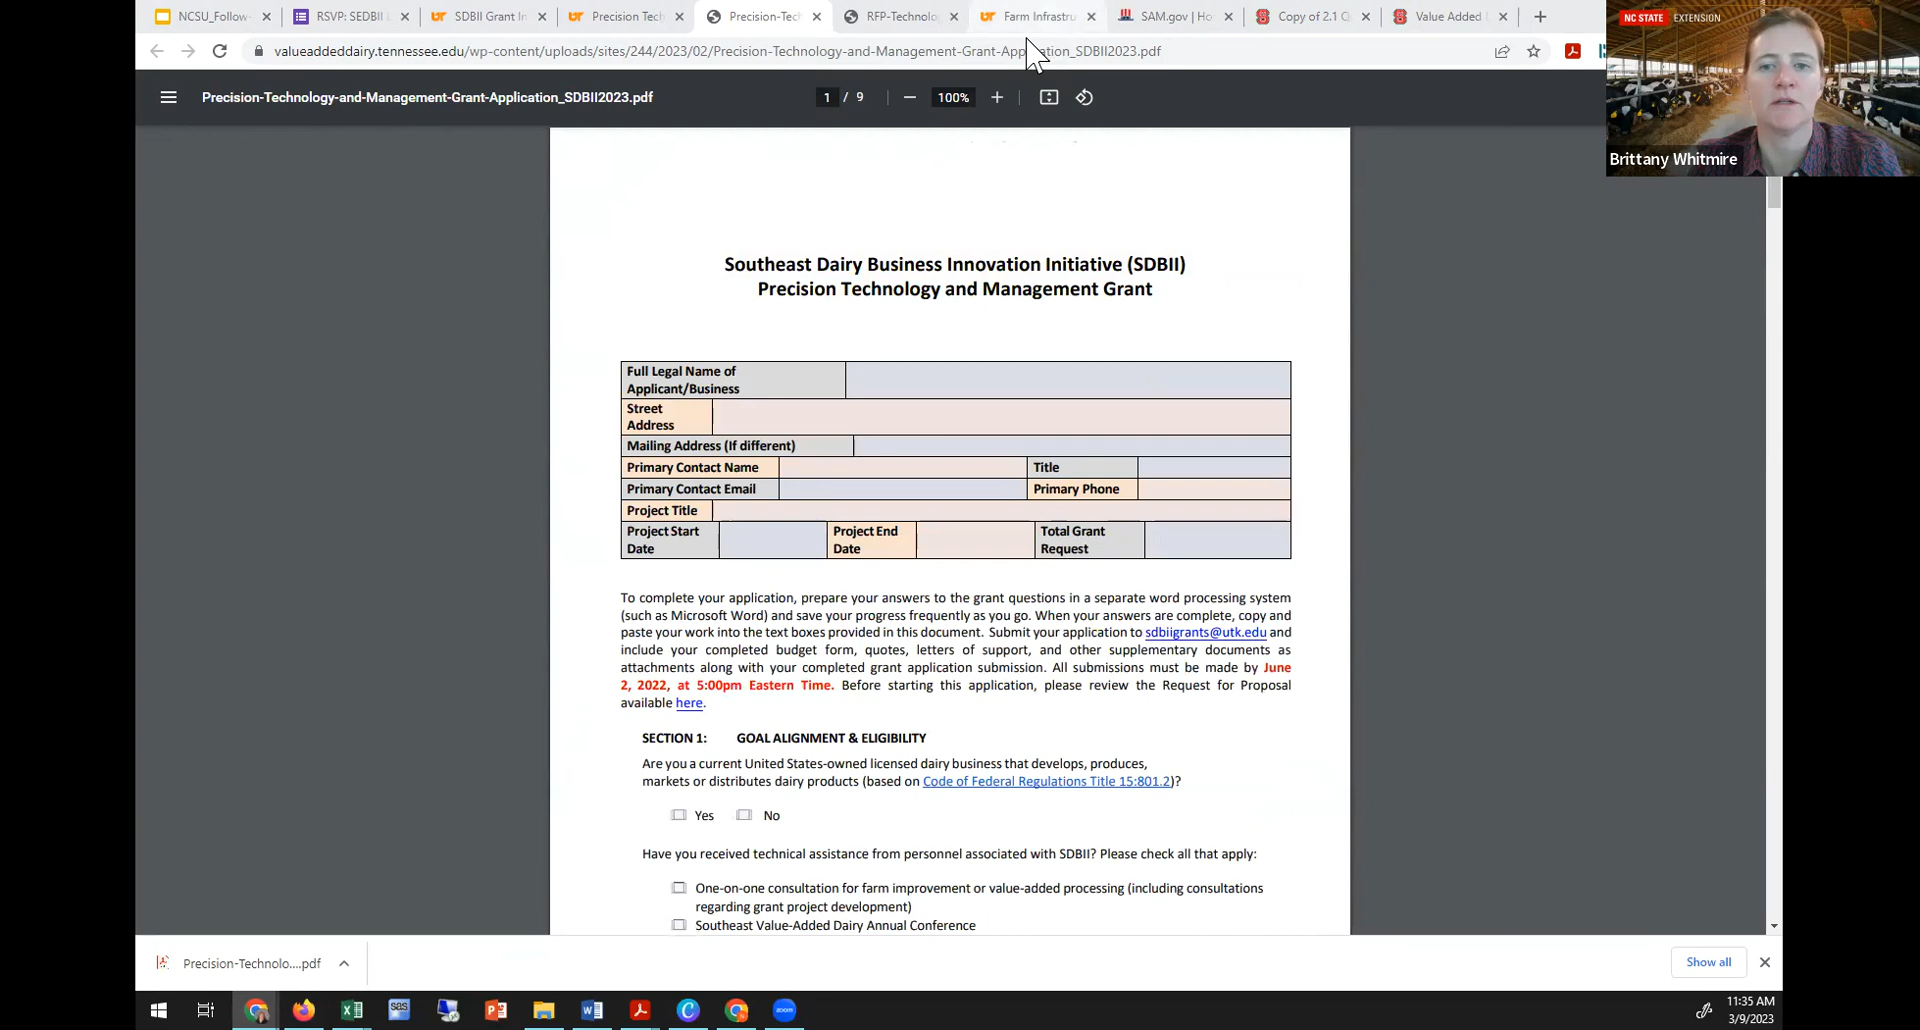 NCSU_Follow-
RSVP: SEDBII I
SDBII Grant In
Precision Tech
Precision-Tech
RFP-Technolog
Farm Infrastru
SAM.gov | Ho
Copy of 2.1 Q
Value Added
NC STATE EXTENSION
valueaddeddairy.tennessee.edu/wp-content/uploads/sites/244/2023/02/Precision-Technology-and-Management-Grant-Application_SDBII2023.pdf
Precision-Technology-and-Management-Grant-Application_SDBII2023.pdf
1 / 9
100%
Brittany Whitmire
Southeast Dairy Business Innovation Initiative (SDBII)
Precision Technology and Management Grant
Full Legal Name of
Applicant/Business
Street
Address
Mailing Address (If different)
Primary Contact Name
Title
Primary Contact Email
Primary Phone
Project Title
Project Start
Date
Project End
Date
Total Grant
Request
To complete your application, prepare your answers to the grant questions in a separate word processing system
(such as Microsoft Word) and save your progress frequently as you go. When your answers are complete, copy and
paste your work into the text boxes provided in this document. Submit your application to sdbiigrants@utk.edu and
include your completed budget form, quotes, letters of support, and other supplementary documents as
attachments along with your completed grant application submission. All submissions must be made by June
2, 2022, at 5:00pm Eastern Time. Before starting this application, please review the Request for Proposal
available here.
SECTION 1: GOAL ALIGNMENT & ELIGIBILITY
Are you a current United States-owned licensed dairy business that develops, produces,
markets or distributes dairy products (based on Code of Federal Regulations Title 15:801.2)?
Yes No
Have you received technical assistance from personnel associated with SDBII? Please check all that apply:
One-on-one consultation for farm improvement or value-added processing (including consultations
regarding grant project development)
Southeast Value-Added Dairy Annual Conference
Precision-Technolo....pdf
Show all
11:35 AM
3/9/2023